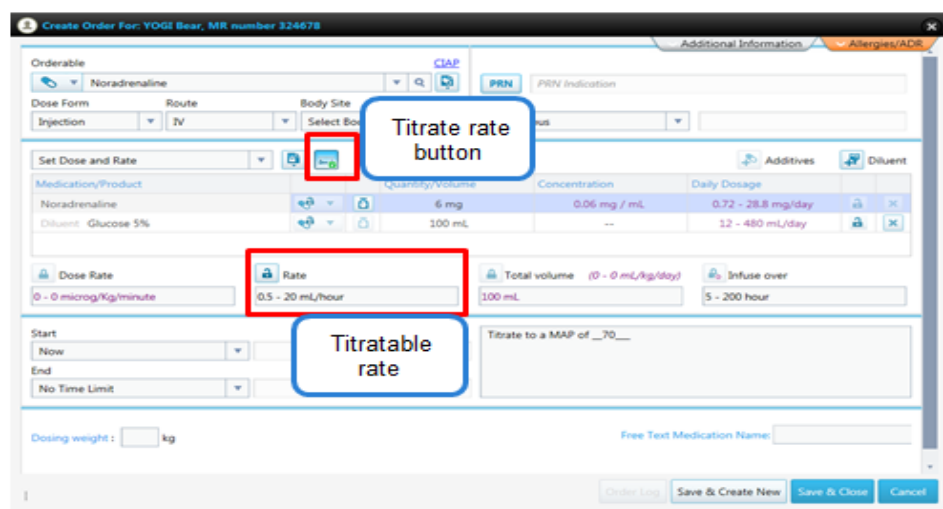 Create Order For: YOGI Bear, MR number 324678
Additional Information Allergies/ADR
Orderable CIAP
Noradrenaline PRN PRN Indication
Dose Form Route Body Site
Injection IV Select
Titrate rate
button
Set Dose and Rate Additives Diluent
Medication/Product Quantity/Volume Concentration Daily Dosage
Noradrenaline 6 mg 0.06 mg / mL 0.72 - 28.8 mg/day
Diluent Glucose 5% 100 mL -- 12 - 480 mL/day
Dose Rate Rate Total volume (0 - 0 mL/kg/day) Infuse over
0 - 0 microg/Kg/minute 0.5 - 20 mL/hour 100 mL 5 - 200 hour
Titratable
rate
Start
Now
Titrate to a MAP of __70__
End
No Time Limit
Dosing weight : kg Free Text Medication Name:
Order Log Save & Create New Save & Close Cancel